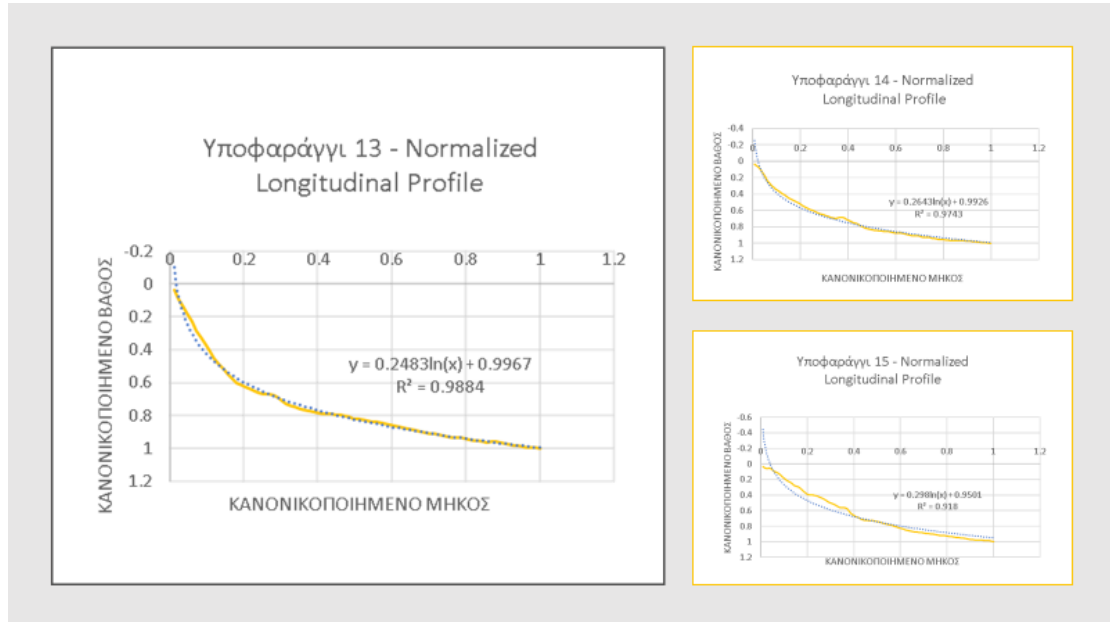 Υποφαράγγι 13 - Normalized
Longitudinal Profile
-0.2
0 0.2 0.4 0.6 0.8 1 1.2
0
0.2
0.4
0.6
0.8
1
1.2
y = 0.2483ln(x) + 0.9967
R² = 0.9884
ΚΑΝΟΝΙΚΟΠΟΙΗΜΕΝΟ ΒΑΘΟΣ
ΚΑΝΟΝΙΚΟΠΟΙΗΜΕΝΟ ΜΗΚΟΣ
Υποφαράγγι 14 - Normalized
Longitudinal Profile
-0.4
-0.2
0 0.2 0.4 0.6 0.8 1 1.2
0
0.2
0.4
0.6
0.8
1
1.2
y = 0.2643ln(x) + 0.9926
R² = 0.9743
ΚΑΝΟΝΙΚΟΠΟΙΗΜΕΝΟ ΒΑΘΟΣ
ΚΑΝΟΝΙΚΟΠΟΙΗΜΕΝΟ ΜΗΚΟΣ
Υποφαράγγι 15 - Normalized
Longitudinal Profile
-0.6
-0.4
-0.2
0 0.2 0.4 0.6 0.8 1 1.2
0
0.2
0.4
0.6
0.8
1
1.2
y = 0.298ln(x) + 0.9501
R² = 0.918
ΚΑΝΟΝΙΚΟΠΟΙΗΜΕΝΟ ΒΑΘΟΣ
ΚΑΝΟΝΙΚΟΠΟΙΗΜΕΝΟ ΜΗΚΟΣ